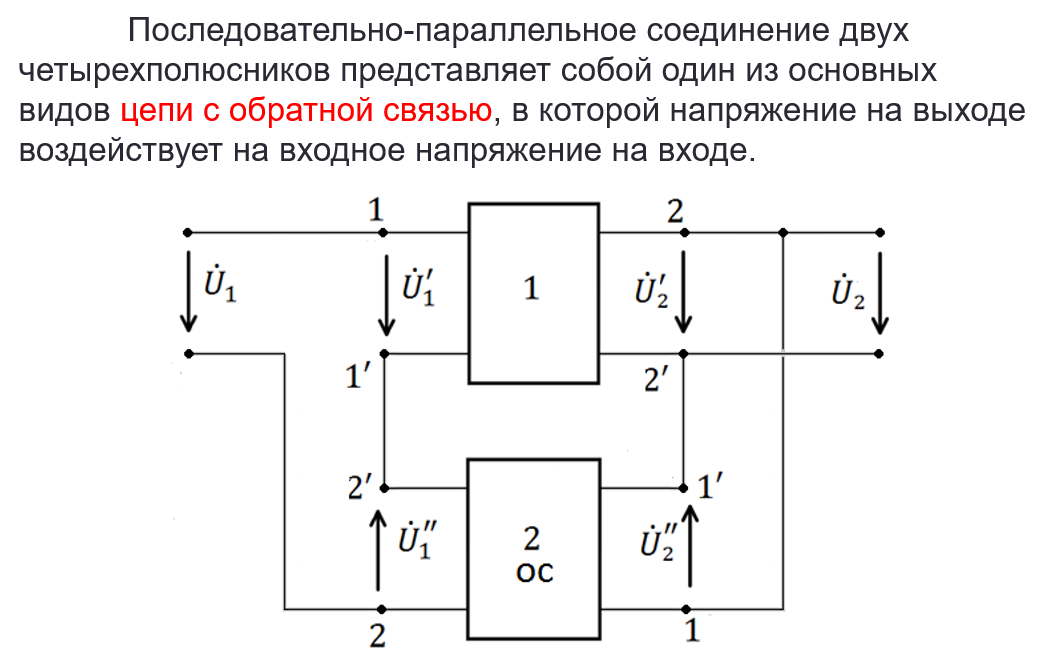 Последовательно-параллельное соединение двух
четырехполюсников представляет собой один из основных
видов цепи с обратной связью, в которой напряжение на выходе
воздействует на входное напряжение на входе.
1 2
U̇₁ U̇₁′ 1 U̇₂′ U̇₂
1′ 2′
2′ 1′
U̇₁″ 2 U̇₂″
ос
2 1